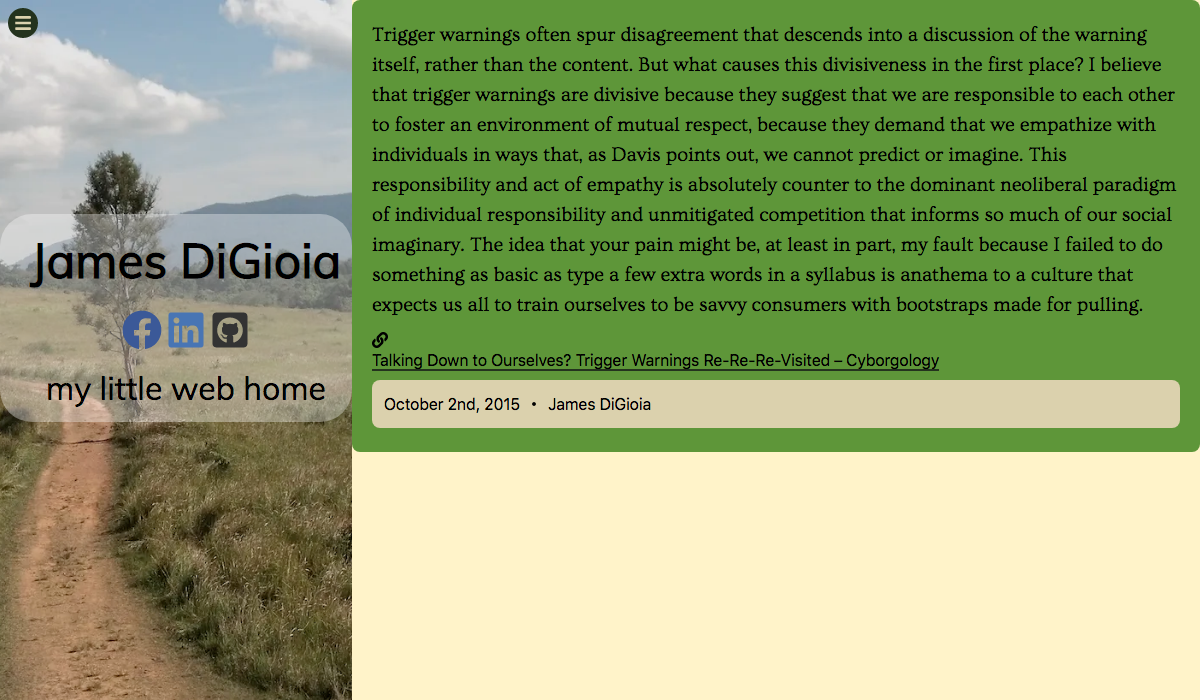 James DiGioia
my little web home
Trigger warnings often spur disagreement that descends into a discussion of the warning
itself, rather than the content. But what causes this divisiveness in the first place? I believe
that trigger warnings are divisive because they suggest that we are responsible to each other
to foster an environment of mutual respect, because they demand that we empathize with
individuals in ways that, as Davis points out, we cannot predict or imagine. This
responsibility and act of empathy is absolutely counter to the dominant neoliberal paradigm
of individual responsibility and unmitigated competition that informs so much of our social
imaginary. The idea that your pain might be, at least in part, my fault because I failed to do
something as basic as type a few extra words in a syllabus is anathema to a culture that
expects us all to train ourselves to be savvy consumers with bootstraps made for pulling.
Talking Down to Ourselves? Trigger Warnings Re-Re-Re-Visited – Cyborgology
October 2nd, 2015 • James DiGioia